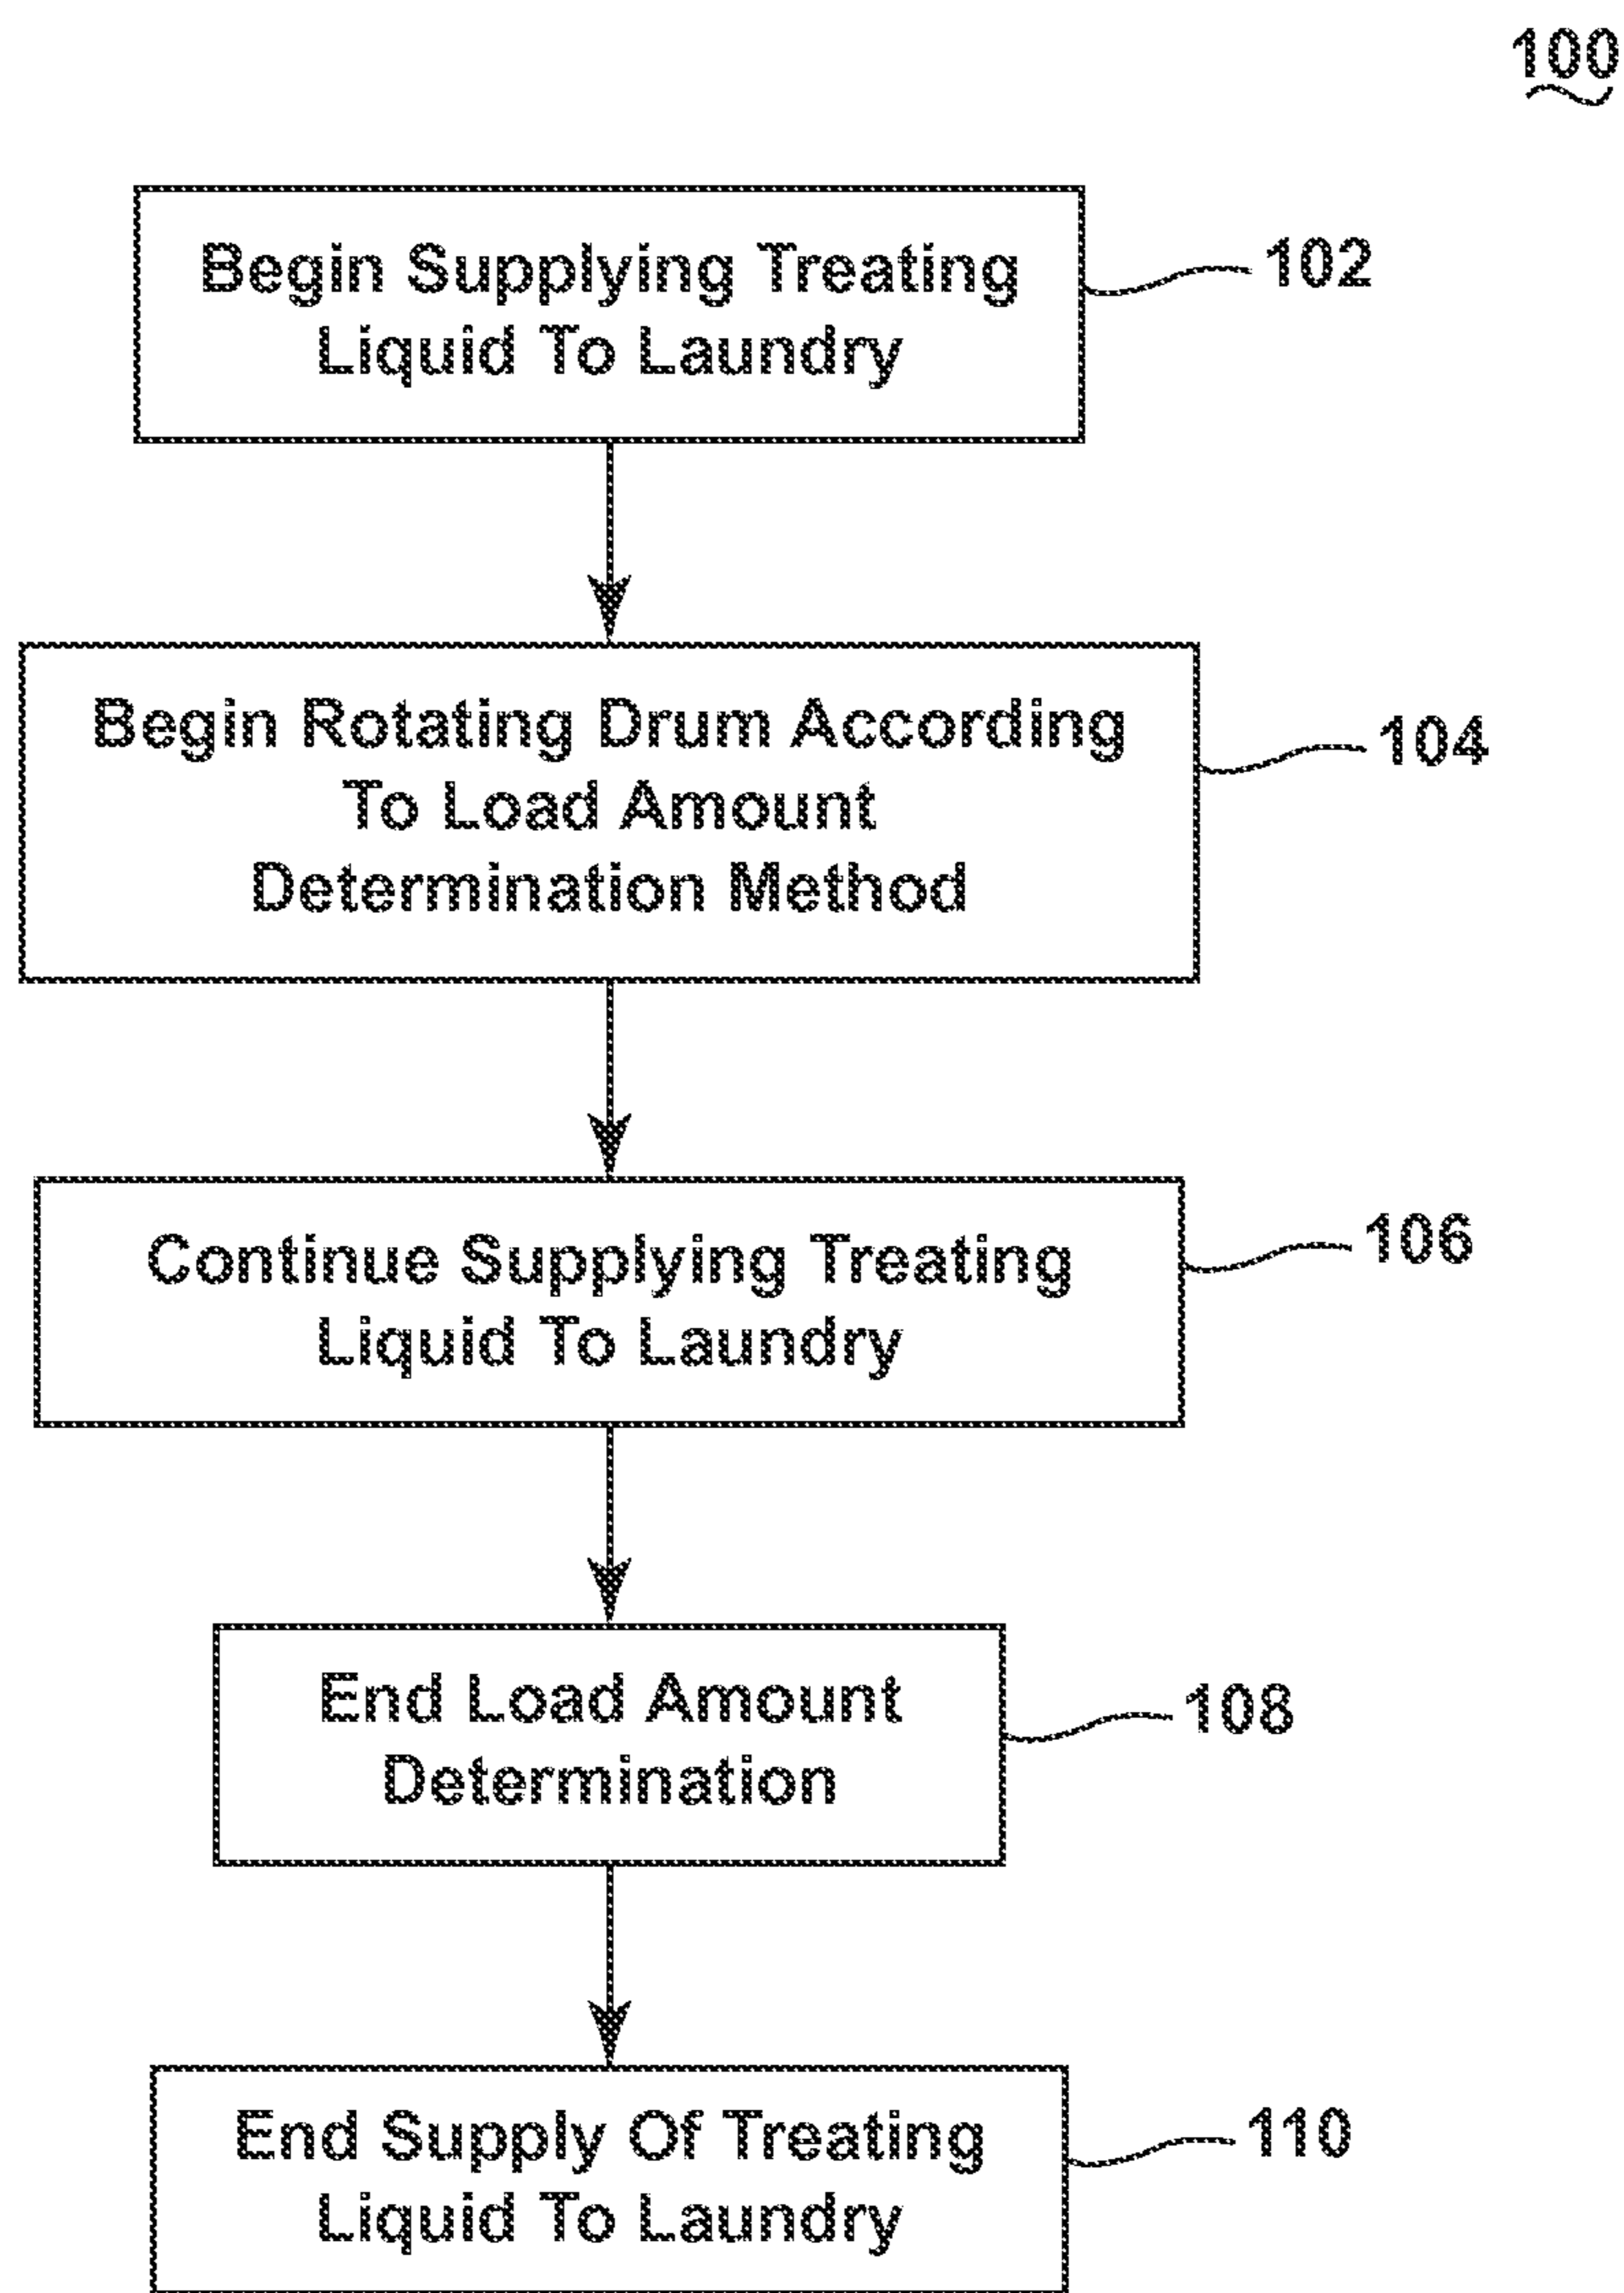 100
Begin Supplying Treating
Liquid To Laundry
102
Begin Rotating Drum According
To Load Amount
Determination Method
104
Continue Supplying Treating
Liquid To Laundry
106
End Load Amount
Determination
108
End Supply Of Treating
Liquid To Laundry
110